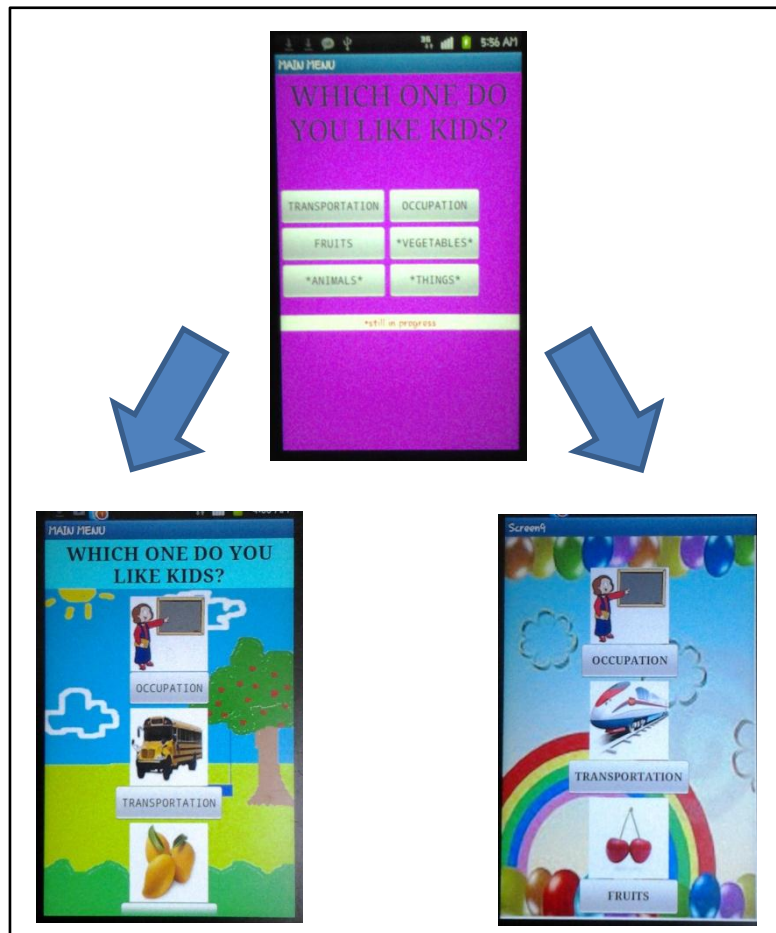 5:56 AM
MAIN MENU
WHICH ONE DO
YOU LIKE KIDS?
TRANSPORTATION OCCUPATION
FRUITS *VEGETABLES*
*ANIMALS* *THINGS*
*still in progress
MAIN MENU
WHICH ONE DO YOU
LIKE KIDS?
OCCUPATION
TRANSPORTATION
Screen9
OCCUPATION
TRANSPORTATION
FRUITS